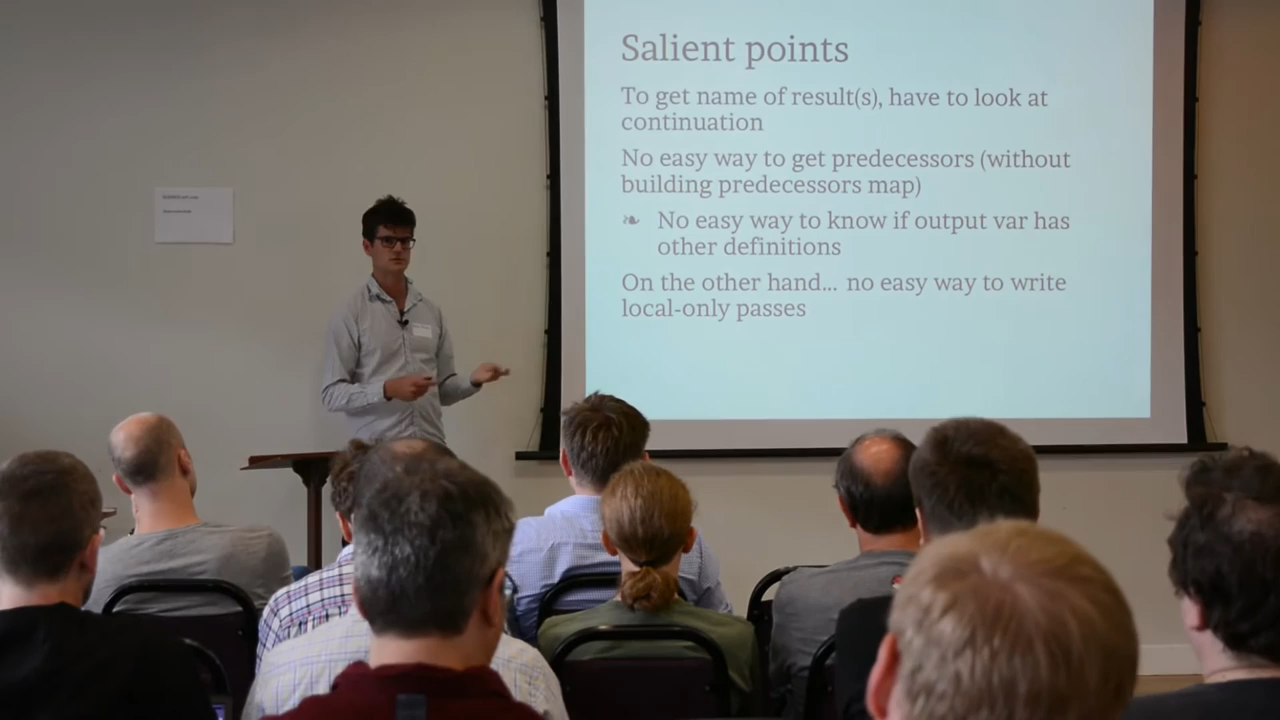 Salient points
To get name of result(s), have to look at
continuation
No easy way to get predecessors (without
building predecessors map)
❧ No easy way to know if output var has
other definitions
On the other hand... no easy way to write
local-only passes